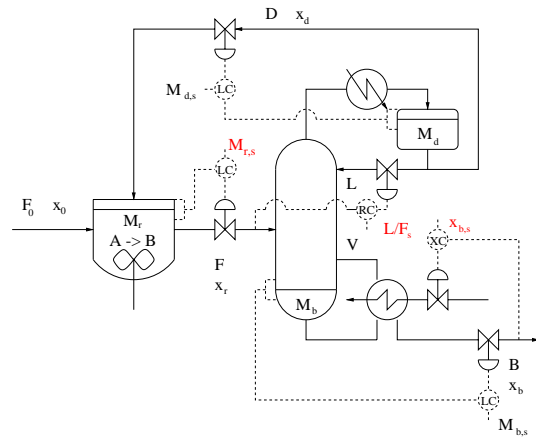 D x_d
M_d,s
LC
M_d
M_r,s
LC
F_0 x_0
M_r
A -> B
L
RC
L/F_s
x_b,s
XC
F
x_r
V
M_b
B
x_b
LC
M_b,s